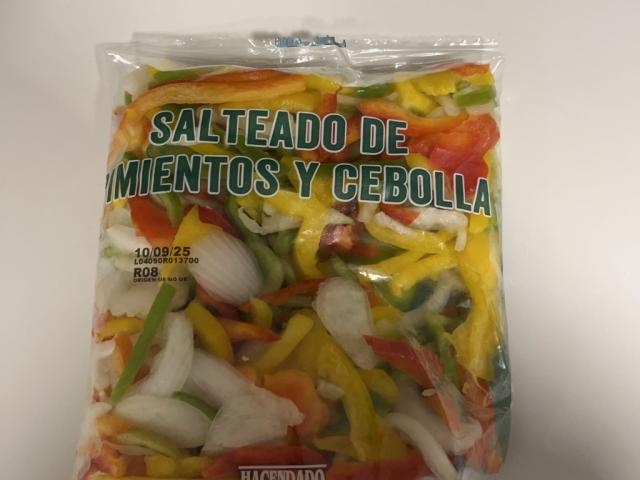 SALTEADO DE
IMIENTOS Y CEBOLLA
10/09/25
L04090R013700
R08
HACENDADO